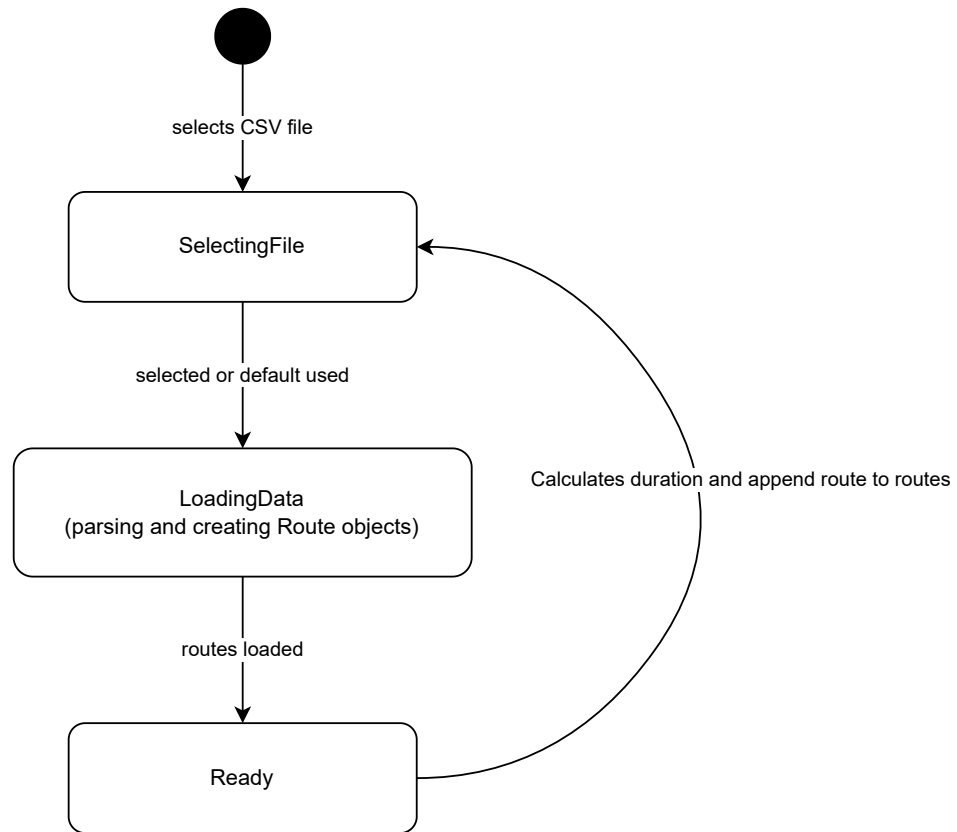 selects CSV file
SelectingFile
selected or default used
LoadingData
(parsing and creating Route objects)
Calculates duration and append route to routes
routes loaded
Ready